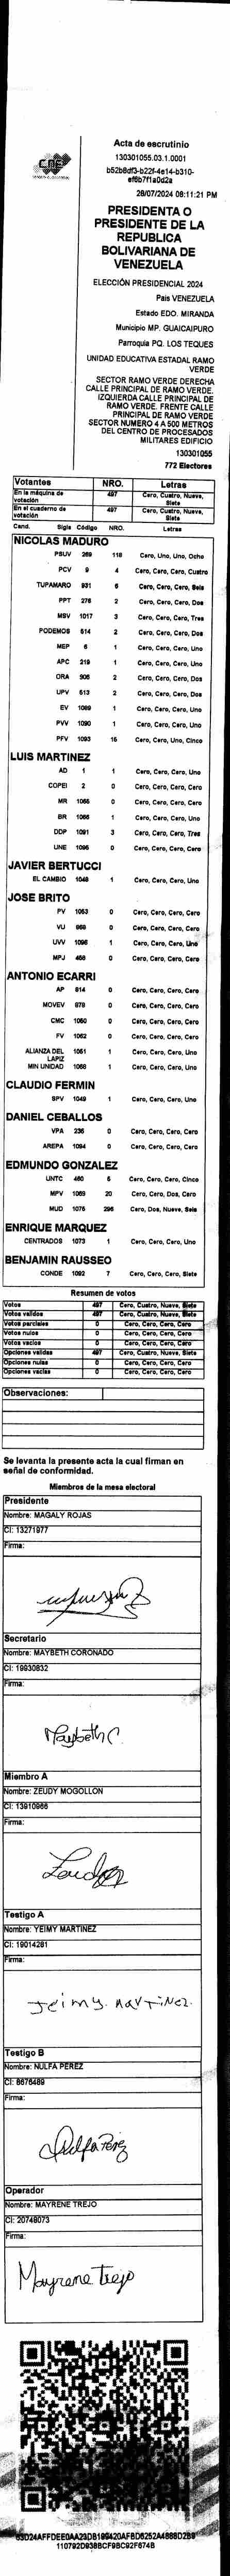 CNE
Acta de escrutinio
130301055.03.1.0001
b52b8df3-b22f-4e14-b310-
ef6b7f1a0d2a
28/07/2024 08:11:21 PM
PRESIDENTA O
PRESIDENTE DE LA
REPUBLICA
BOLIVARIANA DE
VENEZUELA
ELECCIÓN PRESIDENCIAL 2024
Pais VENEZUELA
Estado EDO. MIRANDA
Municipio MP. GUAICAIPURO
Parroquia PQ. LOS TEQUES
UNIDAD EDUCATIVA ESTADAL RAMO
VERDE
SECTOR RAMO VERDE DERECHA
CALLE PRINCIPAL DE RAMO VERDE.
IZQUIERDA CALLE PRINCIPAL DE
RAMO VERDE. FRENTE CALLE
PRINCIPAL DE RAMO VERDE
SECTOR NUMERO 4 A 500 METROS
DEL CENTRO DE PROCESADOS
MILITARES EDIFICIO
130301055
772 Electores
Votantes NRO. Letras
En la máquina de votación 497 Cero, Cuatro, Nueve, Siete
En el cuaderno de votación 497 Cero, Cuatro, Nueve, Siete
Cand. Sigla Código NRO. Letras
NICOLAS MADURO
PSUV 269 118 Cero, Uno, Uno, Ocho
PCV 9 4 Cero, Cero, Cero, Cuatro
TUPAMARO 931 6 Cero, Cero, Cero, Seis
PPT 276 2 Cero, Cero, Cero, Dos
MSV 1017 3 Cero, Cero, Cero, Tres
PODEMOS 514 2 Cero, Cero, Cero, Dos
MEP 6 1 Cero, Cero, Cero, Uno
APC 219 1 Cero, Cero, Cero, Uno
ORA 906 2 Cero, Cero, Cero, Dos
UPV 613 2 Cero, Cero, Cero, Dos
EV 1089 1 Cero, Cero, Cero, Uno
PVV 1090 1 Cero, Cero, Cero, Uno
PFV 1093 15 Cero, Cero, Uno, Cinco
LUIS MARTINEZ
AD 1 1 Cero, Cero, Cero, Uno
COPEI 2 0 Cero, Cero, Cero, Cero
MR 1066 0 Cero, Cero, Cero, Cero
BR 1086 1 Cero, Cero, Cero, Uno
DDP 1091 3 Cero, Cero, Cero, Tres
UNE 1095 0 Cero, Cero, Cero, Cero
JAVIER BERTUCCI
EL CAMBIO 1048 1 Cero, Cero, Cero, Uno
JOSE BRITO
PV 1053 0 Cero, Cero, Cero, Cero
VU 969 0 Cero, Cero, Cero, Cero
UVV 1096 1 Cero, Cero, Cero, Uno
MPJ 468 0 Cero, Cero, Cero, Cero
ANTONIO ECARRI
AP 914 0 Cero, Cero, Cero, Cero
MOVEV 978 0 Cero, Cero, Cero, Cero
CMC 1050 0 Cero, Cero, Cero, Cero
FV 1062 0 Cero, Cero, Cero, Cero
ALIANZA DEL LAPIZ 1051 1 Cero, Cero, Cero, Uno
MIN UNIDAD 1068 1 Cero, Cero, Cero, Uno
CLAUDIO FERMIN
SPV 1049 1 Cero, Cero, Cero, Uno
DANIEL CEBALLOS
VPA 236 0 Cero, Cero, Cero, Cero
AREPA 1094 0 Cero, Cero, Cero, Cero
EDMUNDO GONZALEZ
UNTC 460 5 Cero, Cero, Cero, Cinco
MPV 1069 20 Cero, Cero, Dos, Cero
MUD 1075 296 Cero, Dos, Nueve, Seis
ENRIQUE MARQUEZ
CENTRADOS 1073 1 Cero, Cero, Cero, Uno
BENJAMIN RAUSSEO
CONDE 1092 7 Cero, Cero, Cero, Siete
Resumen de votos
Votos 497 Cero, Cuatro, Nueve, Siete
Votos validos 497 Cero, Cuatro, Nueve, Siete
Votos parciales 0 Cero, Cero, Cero, Cero
Votos nulos 0 Cero, Cero, Cero, Cero
Votos vacios 0 Cero, Cero, Cero, Cero
Opciones validas 497 Cero, Cuatro, Nueve, Siete
Opciones nulas 0 Cero, Cero, Cero, Cero
Opciones vacias 0 Cero, Cero, Cero, Cero
Observaciones:
Se levanta la presente acta la cual firman en
señal de conformidad.
Miembros de la mesa electoral
Presidente
Nombre: MAGALY ROJAS
CI: 13271977
Firma:
Secretario
Nombre: MAYBETH CORONADO
CI: 19930832
Firma:
Maybeth C.
Miembro A
Nombre: ZEUDY MOGOLLON
CI: 13910966
Firma:
Testigo A
Nombre: YEIMY MARTINEZ
CI: 19014281
Firma:
Jeimy Martinez.
Testigo B
Nombre: NULFA PEREZ
CI: 8676489
Firma:
Nulfa Perez
Operador
Nombre: MAYRENE TREJO
CI: 20748073
Firma:
Mayrene Trejo